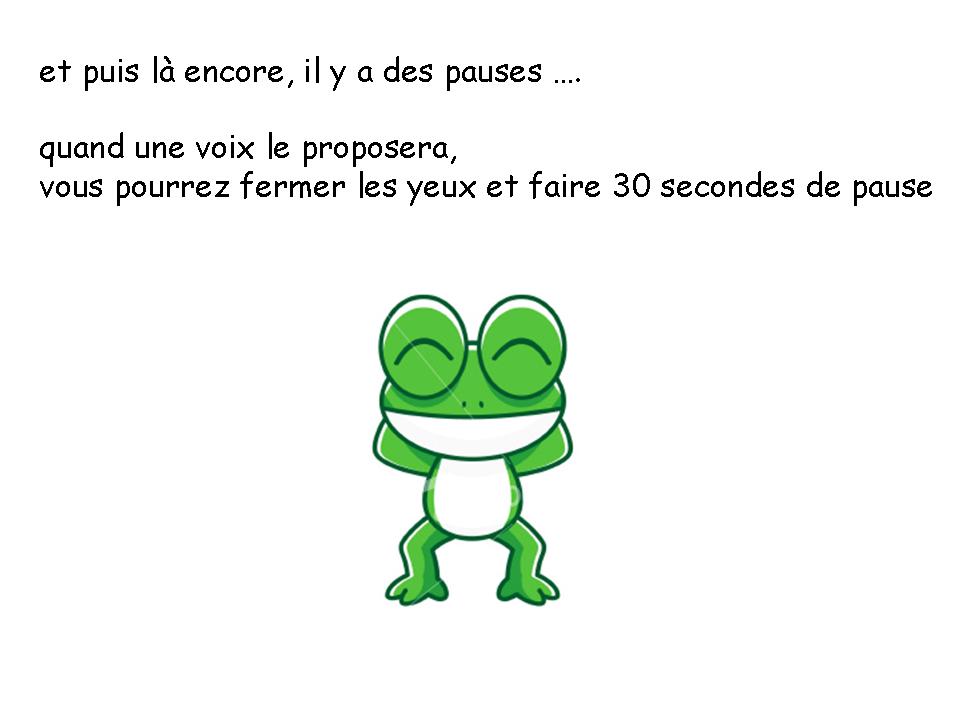 et puis là encore, il y a des pauses ....
quand une voix le proposera,
vous pourrez fermer les yeux et faire 30 secondes de pause